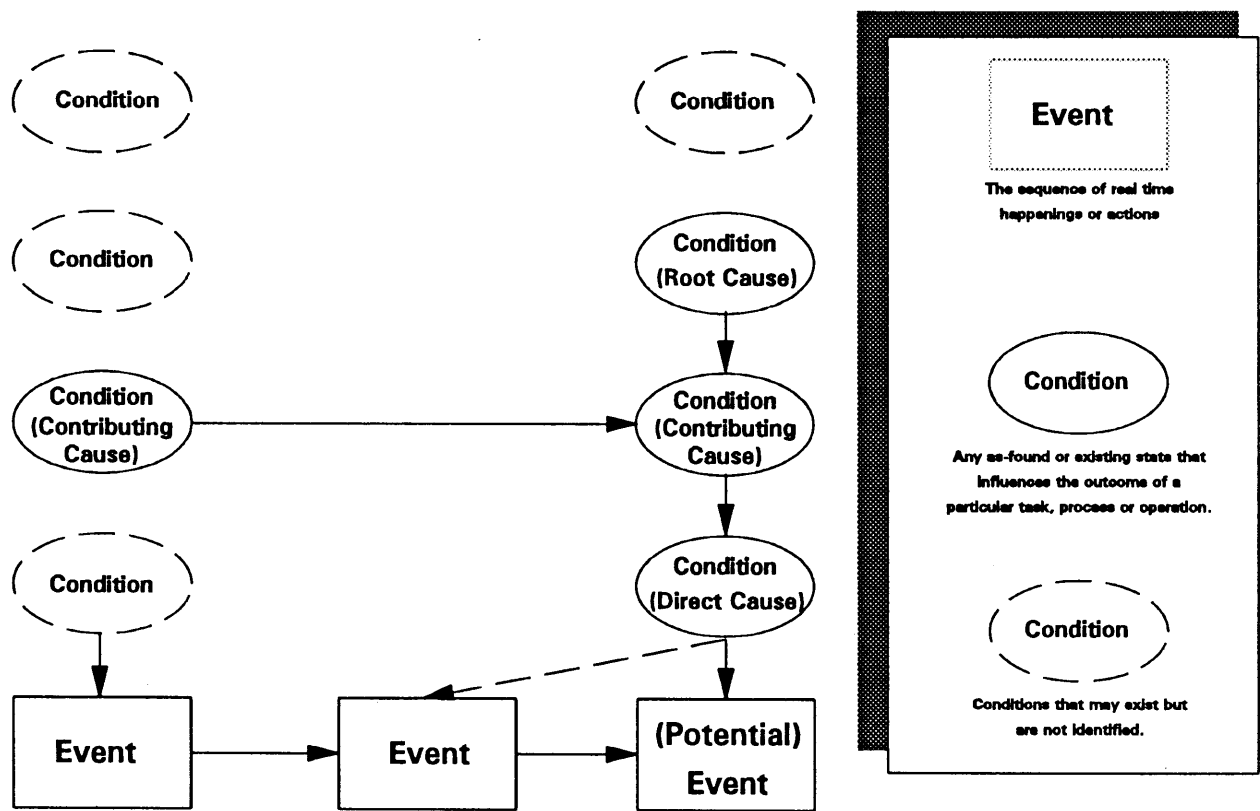 Condition
Condition
Condition
Condition
(Root Cause)
Condition
(Contributing
Cause)
Condition
(Contributing
Cause)
Condition
Condition
(Direct Cause)
Event
Event
(Potential)
Event
Event
The sequence of real time
happenings or actions
Condition
Any as-found or existing state that
influences the outcome of a
particular task, process or operation.
Condition
Conditions that may exist but
are not identified.